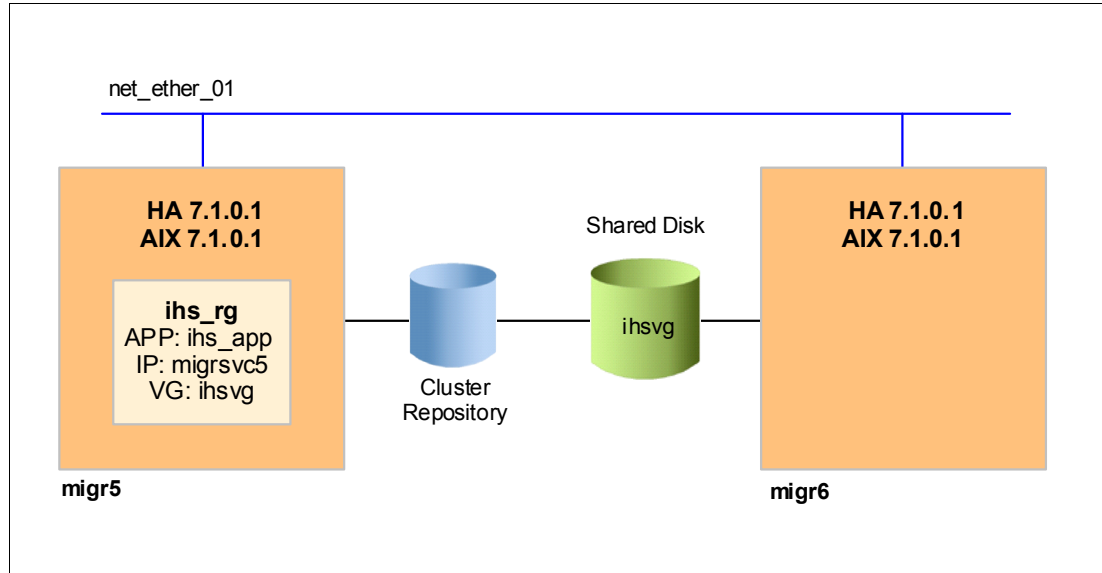 net_ether_01
HA 7.1.0.1
AIX 7.1.0.1
ihs_rg
APP: ihs_app
IP: migrsvc5
VG: ihsvg
migr5
Cluster
Repository
Shared Disk
ihsvg
HA 7.1.0.1
AIX 7.1.0.1
migr6